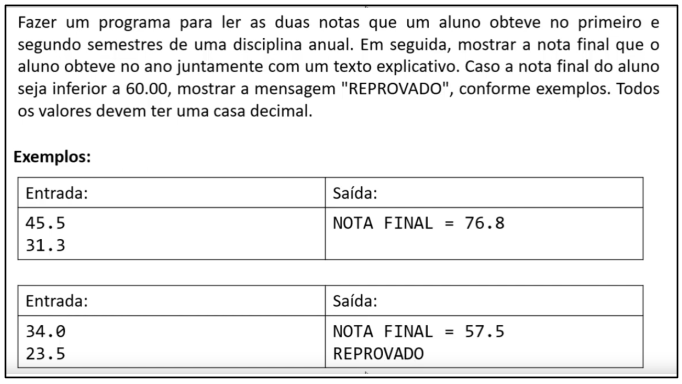 Fazer um programa para ler as duas notas que um aluno obteve no primeiro e
segundo semestres de uma disciplina anual. Em seguida, mostrar a nota final que o
aluno obteve no ano juntamente com um texto explicativo. Caso a nota final do aluno
seja inferior a 60.00, mostrar a mensagem "REPROVADO", conforme exemplos. Todos
os valores devem ter uma casa decimal.
Exemplos:
Entrada: Saída:
45.5 NOTA FINAL = 76.8
31.3
Entrada: Saída:
34.0 NOTA FINAL = 57.5
23.5 REPROVADO